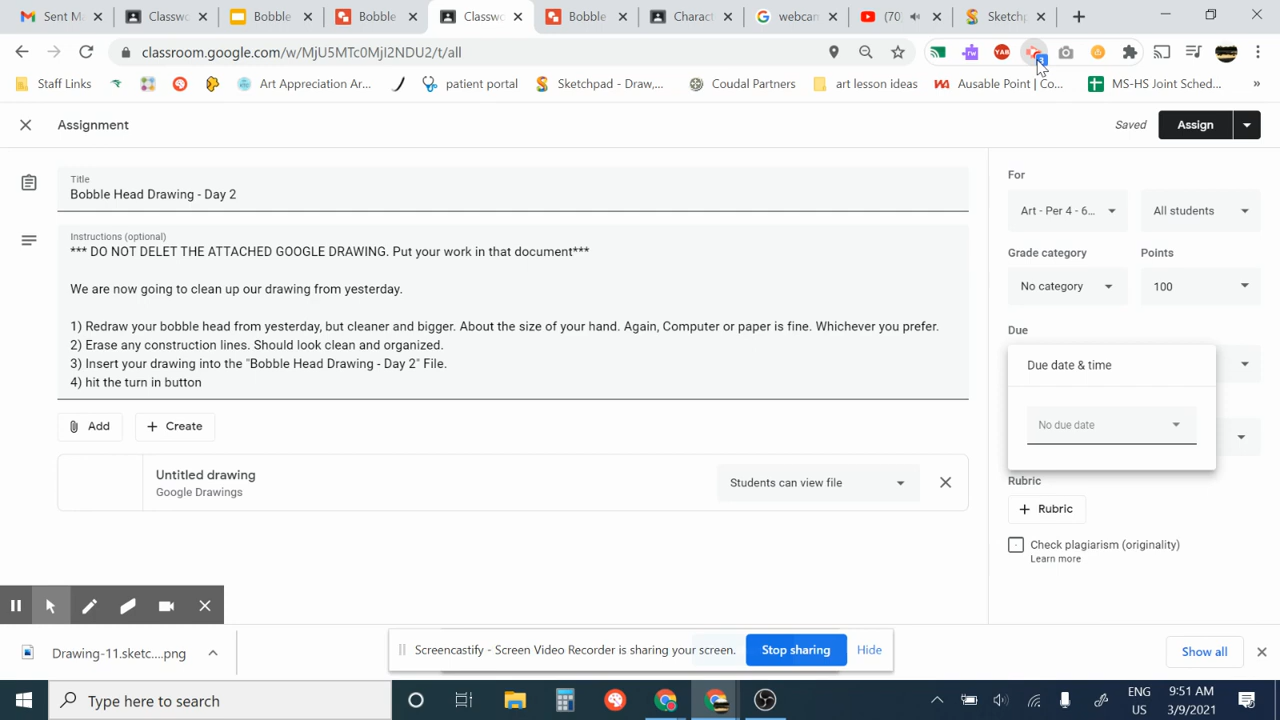 Sent M
Classw
Bobble
Bobble
Classwo
Bobble
Charact
webcam
(70)
Sketchp
classroom.google.com/w/MjU5MTc0MjI2NDU2/t/all
rw
YAB
Staff Links
Art Appreciation Ar...
patient portal
Sketchpad - Draw,...
Coudal Partners
art lesson ideas
Ausable Point | Co...
MS-HS Joint Sched...
»
Assignment
Saved
Assign
Title
Bobble Head Drawing - Day 2
Instructions (optional)
*** DO NOT DELET THE ATTACHED GOOGLE DRAWING. Put your work in that document***
We are now going to clean up our drawing from yesterday.
1) Redraw your bobble head from yesterday, but cleaner and bigger. About the size of your hand. Again, Computer or paper is fine. Whichever you prefer.
2) Erase any construction lines. Should look clean and organized.
3) Insert your drawing into the "Bobble Head Drawing - Day 2" File.
4) hit the turn in button
Add
Create
Untitled drawing
Google Drawings
Students can view file
For
Art - Per 4 - 6...
All students
Grade category
Points
No category
100
Due
Due date & time
No due date
Rubric
Rubric
Check plagiarism (originality)
Learn more
Drawing-11.sketc....png
Screencastify - Screen Video Recorder is sharing your screen.
Stop sharing
Hide
Show all
Type here to search
ENG
US
9:51 AM
3/9/2021